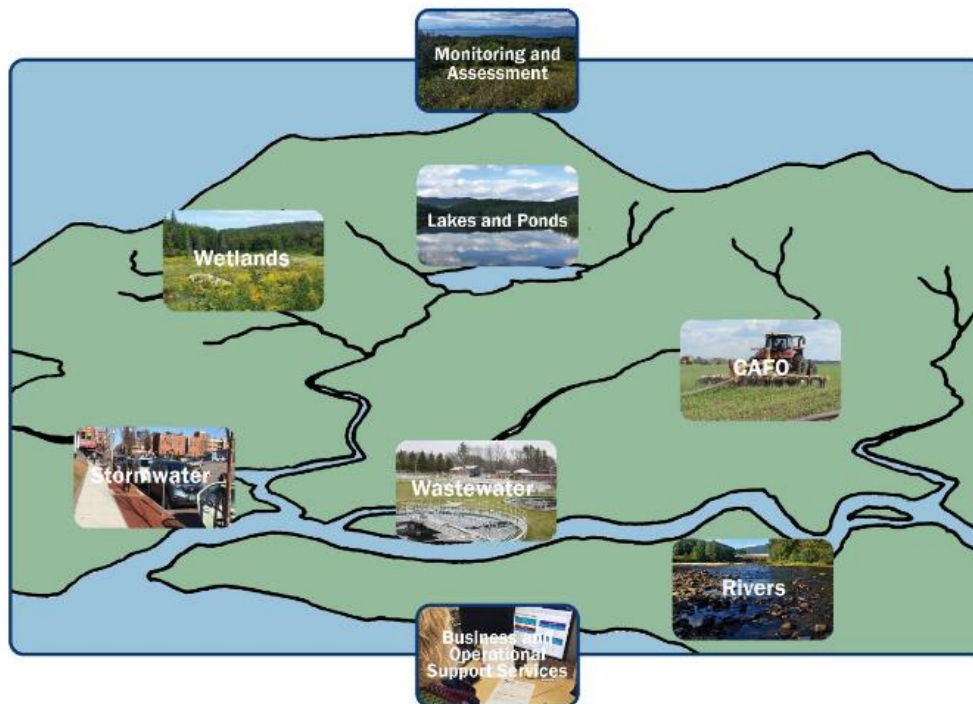 Monitoring and
Assessment
Lakes and Ponds
Wetlands
CAFO
Stormwater
Wastewater
Rivers
Business and
Operational
Support Services